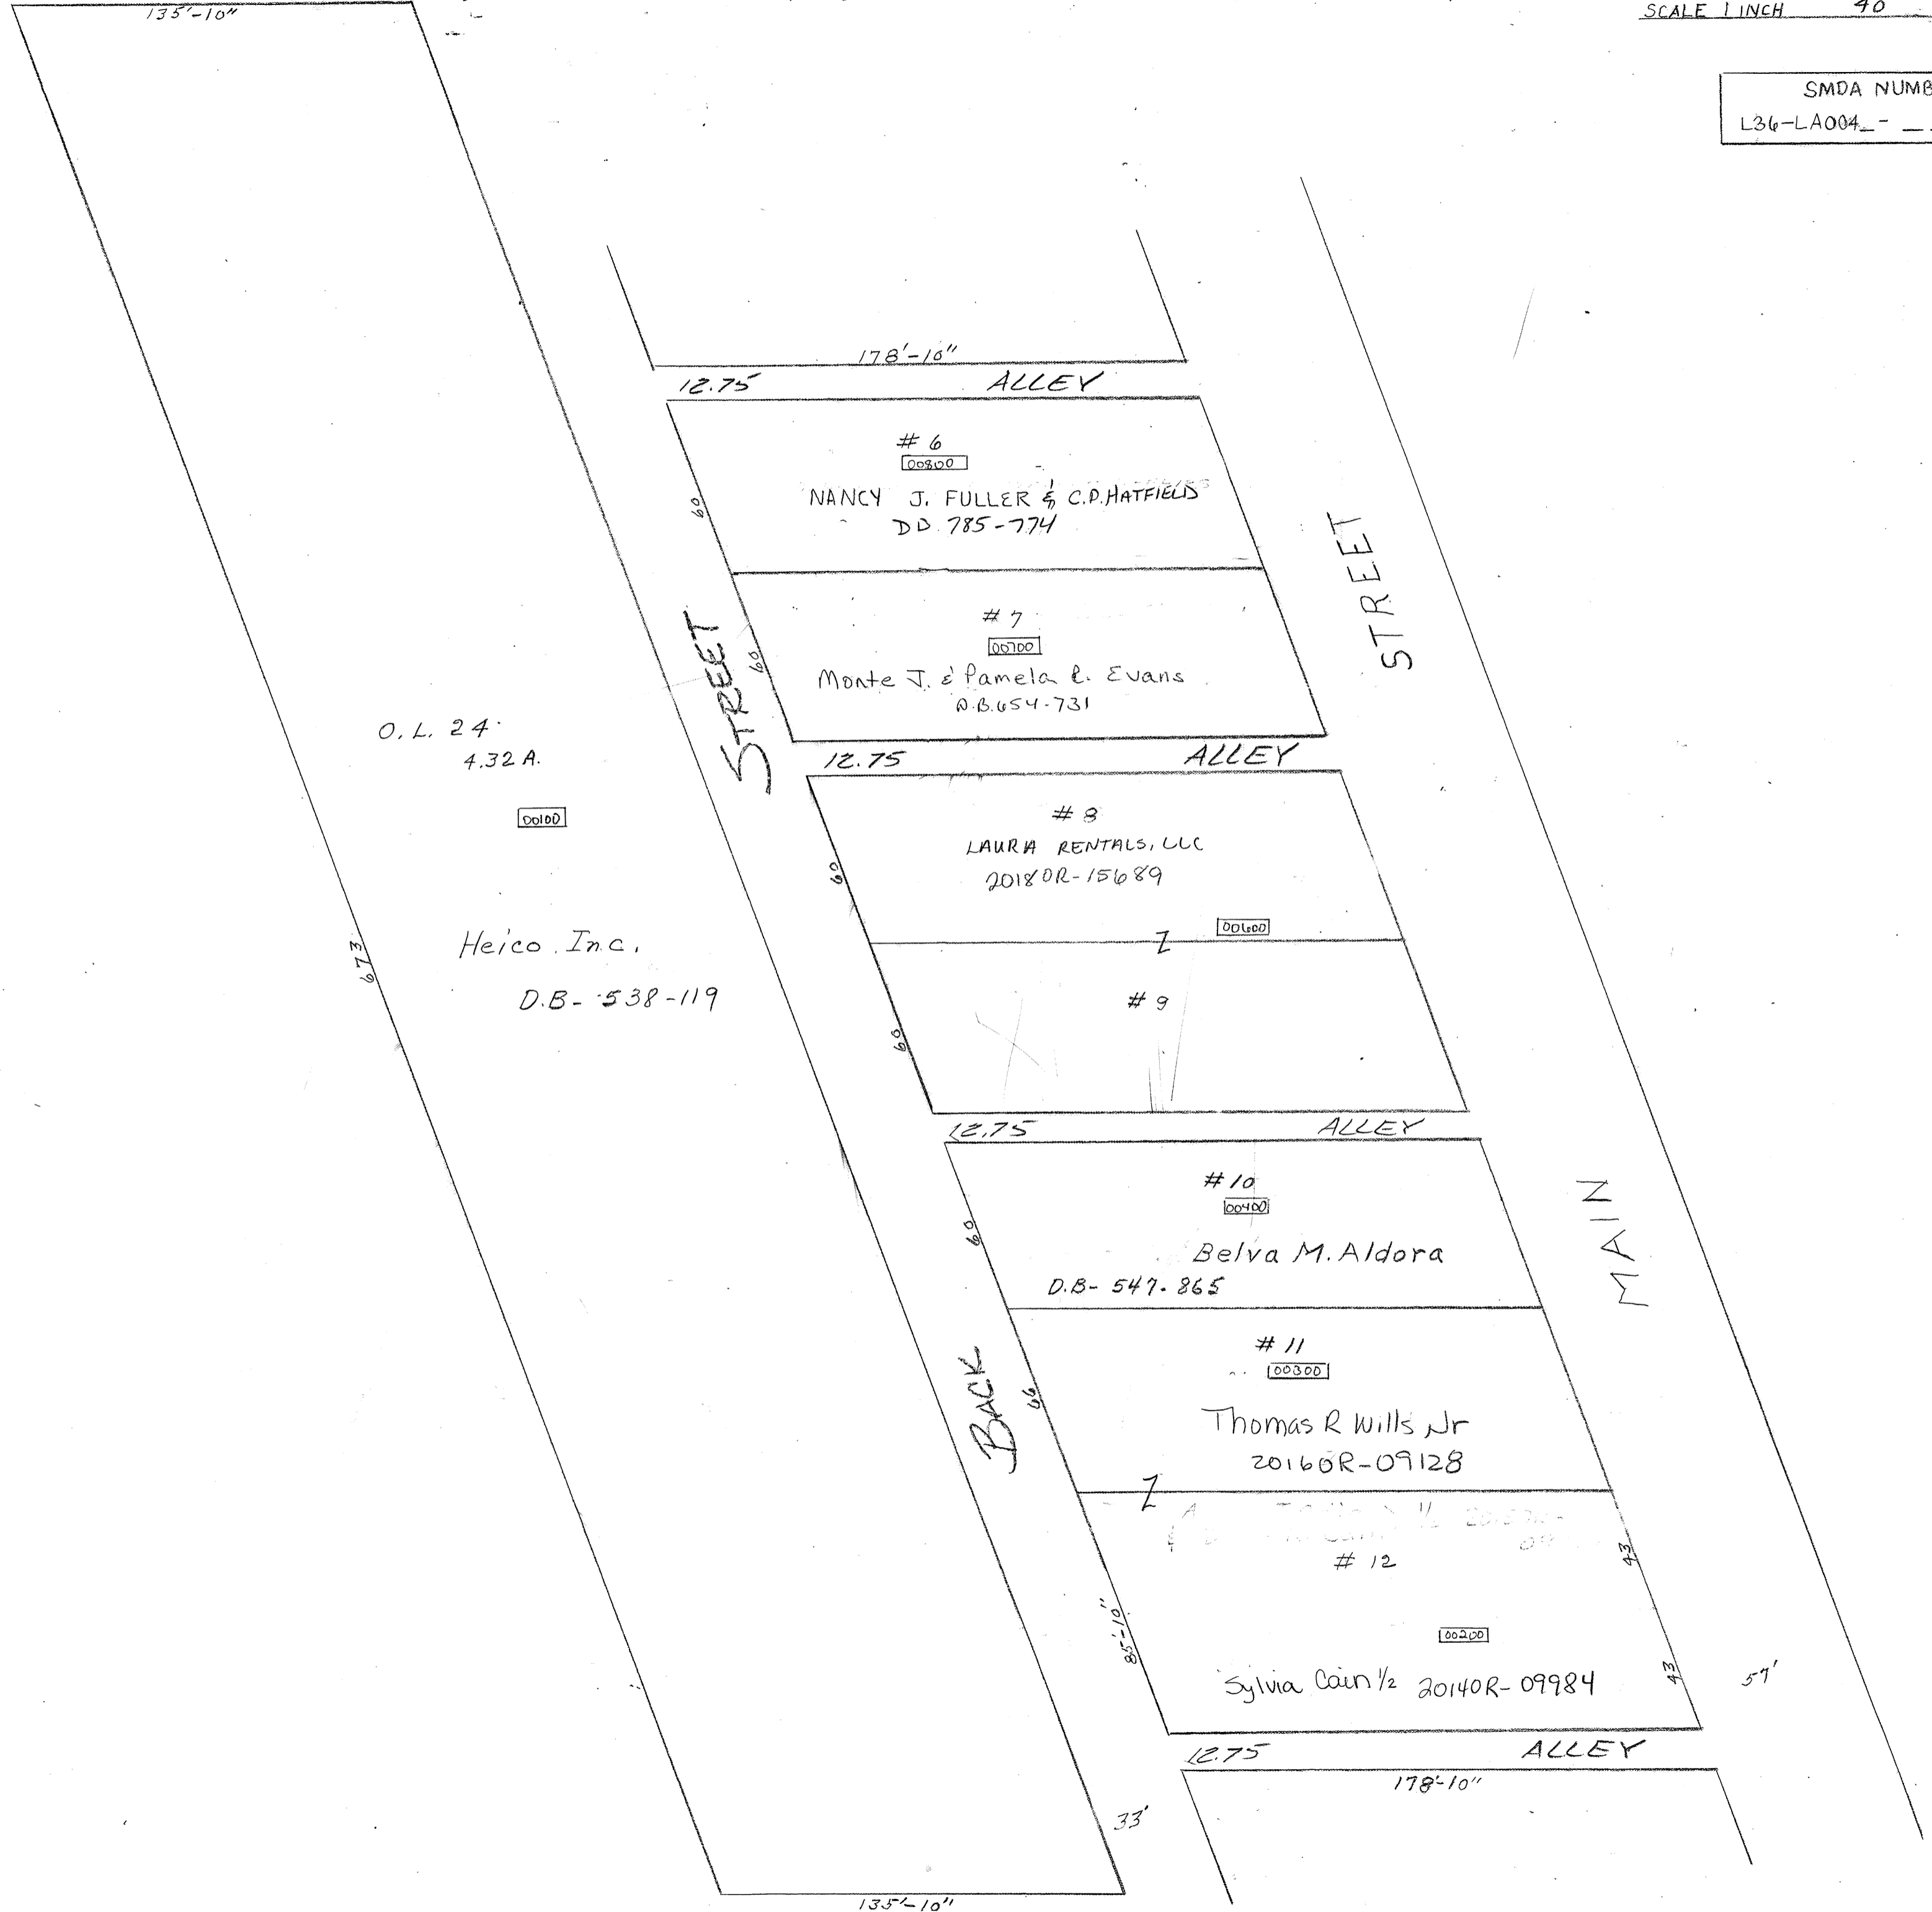 135'-10"
SCALE 1 INCH 40
SMDA NUMB
L36-LA004_-
178'-10"
12.75 ALLEY
# 6
00800
NANCY J. FULLER & C.D. HATFIELD
DB 785-774
60
# 7
00700
Monte J. & Pamela R. Evans
D.B. 654-731
60
STREET
STREET
12.75 ALLEY
O.L. 24
4.32 A.
00100
Heico Inc.
D.B- 538-119
673
# 8
LAURA RENTALS, LLC
2018OR-15689
60
00600
Z
# 9
60
12.75 ALLEY
# 10
00400
Belva M. Aldora
D.B- 547-865
60
MAIN
# 11
00300
Thomas R Wills Jr
2016OR-09128
66
BACK
Z
# 12
43
00200
85'-10"
Sylvia Cain 1/2 2014OR-09984
43
57'
12.75 ALLEY
178'-10"
33'
135'-10"